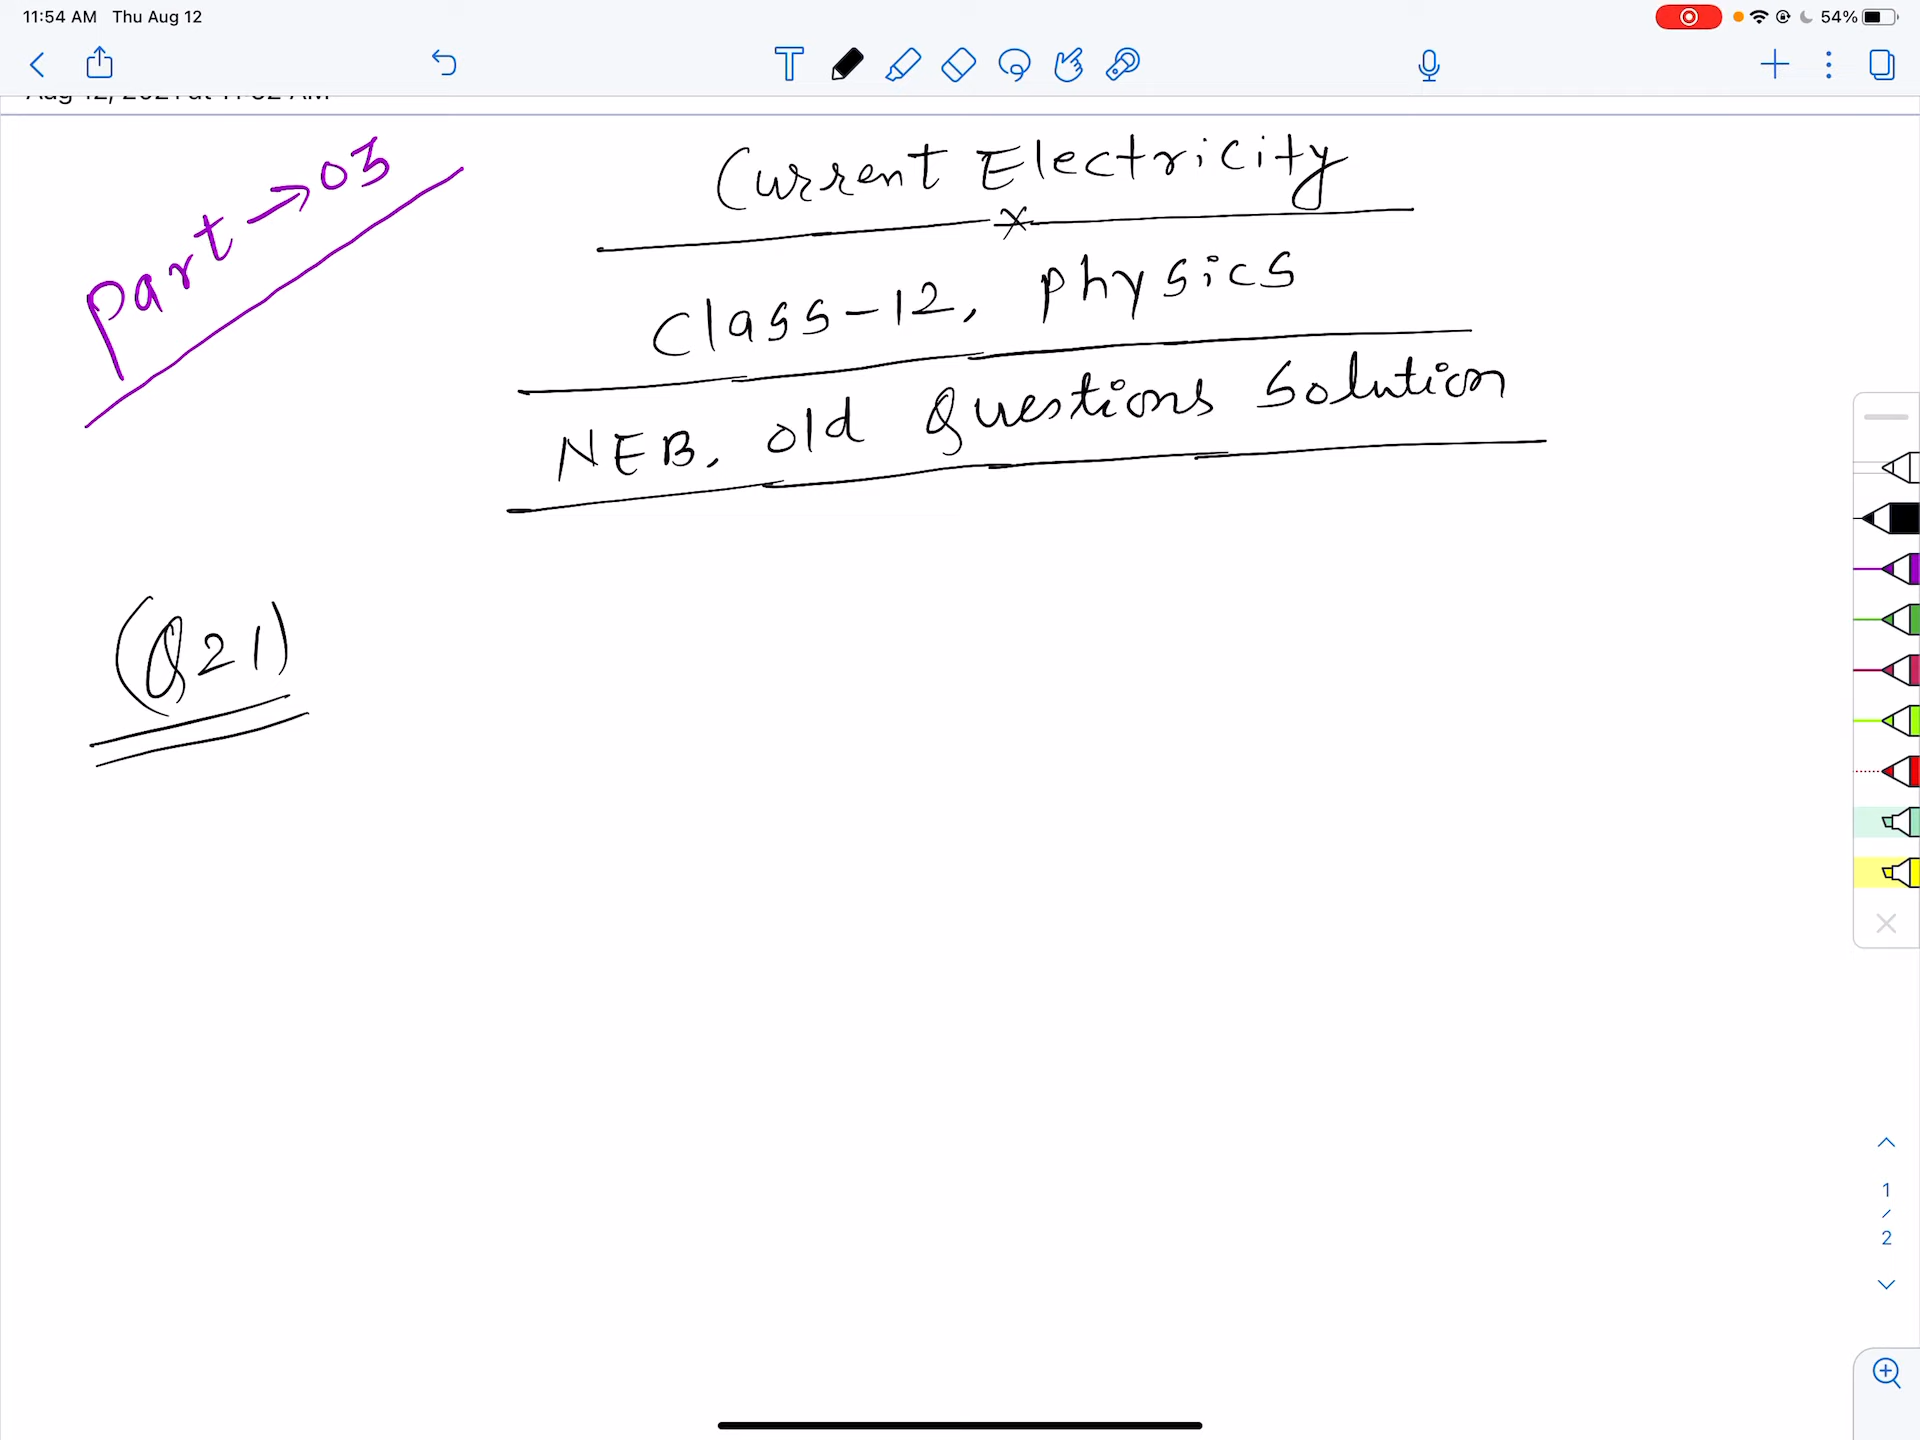 11:54 AM Thu Aug 12
54%
Part → 03
Current Electricity
Class-12, Physics
NEB, old Questions Solution
(Q21)
1
/
2